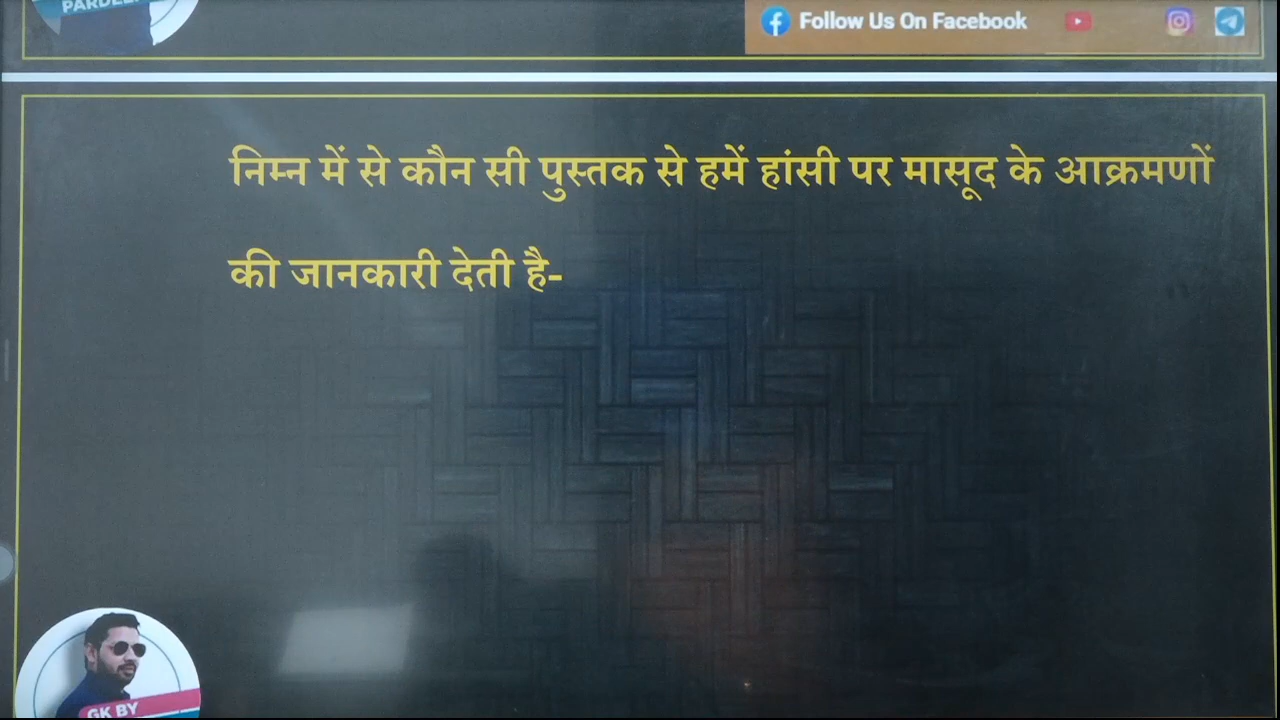 Follow Us On Facebook
निम्न में से कौन सी पुस्तक से हमें हांसी पर मासूद के आक्रमणों
की जानकारी देती है-
GK BY